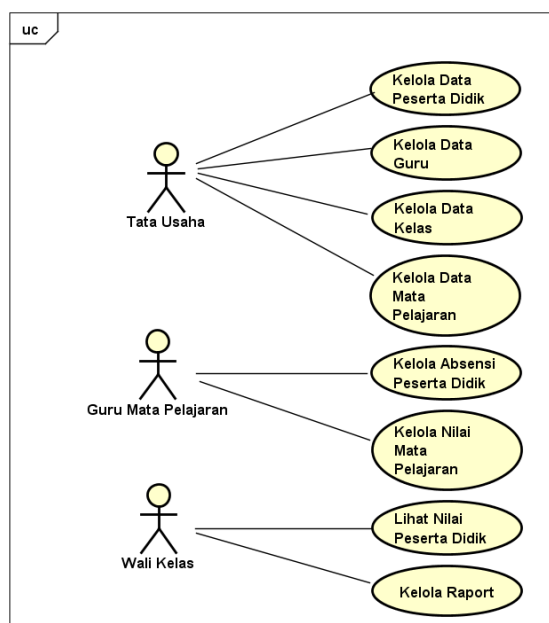 uc
Kelola Data
Peserta Didik
Kelola Data
Guru
Tata Usaha
Kelola Data
Kelas
Kelola Data
Mata
Pelajaran
Kelola Absensi
Peserta Didik
Guru Mata Pelajaran
Kelola Nilai
Mata
Pelajaran
Lihat Nilai
Peserta Didik
Wali Kelas
Kelola Raport